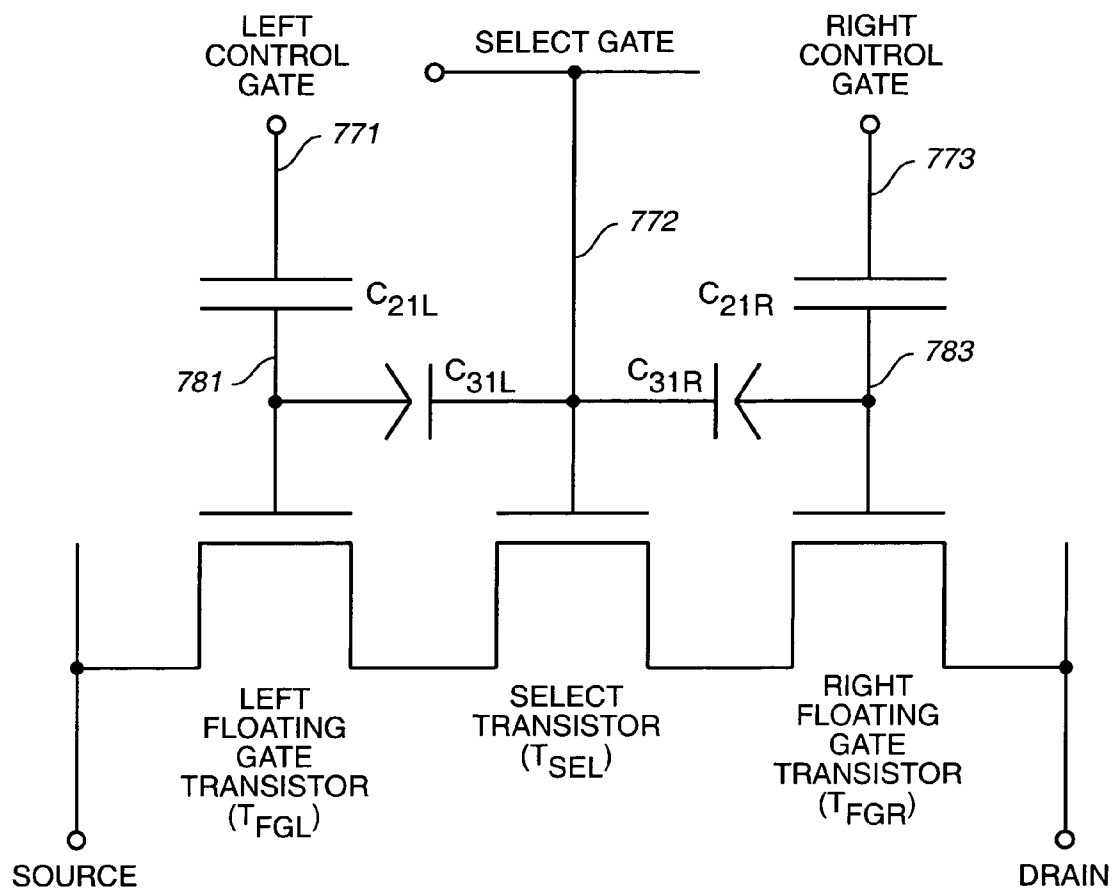 LEFT
CONTROL
GATE
SELECT GATE
RIGHT
CONTROL
GATE
771
773
772
C21L
C21R
781
C31L
C31R
783
LEFT
FLOATING
GATE
TRANSISTOR
(TFGL)
SELECT
TRANSISTOR
(TSEL)
RIGHT
FLOATING
GATE
TRANSISTOR
(TFGR)
SOURCE
DRAIN